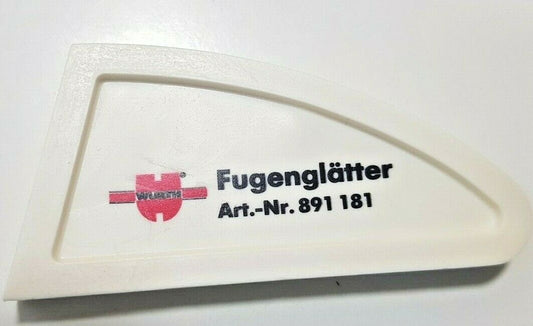 WÜRTH®
Fugenglätter
Art.-Nr. 891 181